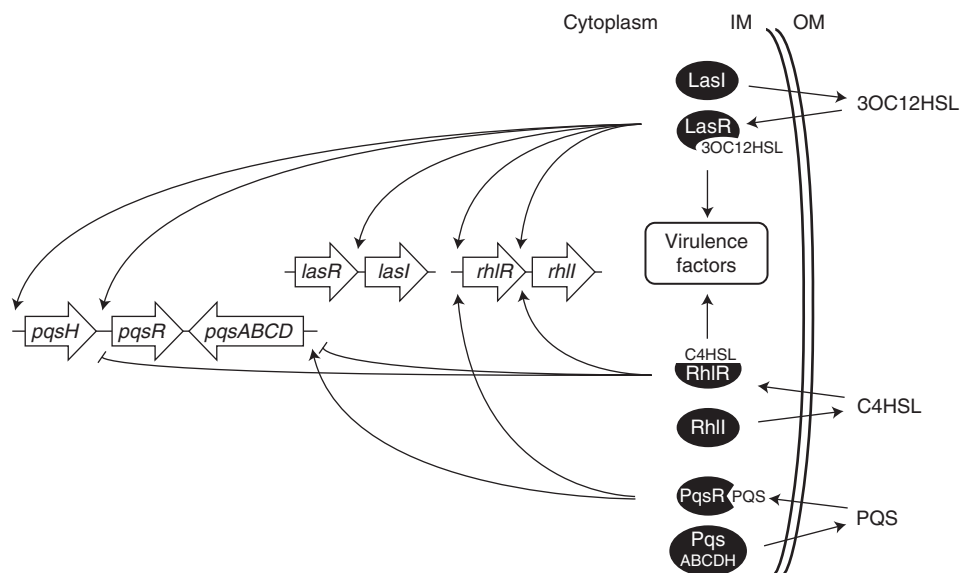 Cytoplasm IM OM
LasI
3OC12HSL
LasR
3OC12HSL
Virulence
factors
lasR lasI rhlR rhlI
pqsH pqsR pqsABCD
C4HSL
RhlR
C4HSL
RhlI
PqsR PQS
PQS
Pqs
ABCDH